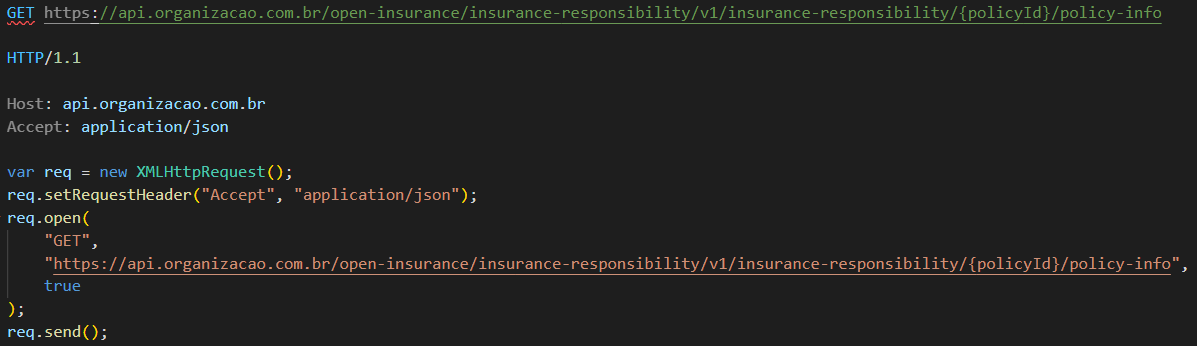 GET https://api.organizacao.com.br/open-insurance/insurance-responsibility/v1/insurance-responsibility/{policyId}/policy-info
HTTP/1.1
Host: api.organizacao.com.br
Accept: application/json
var req = new XMLHttpRequest();
req.setRequestHeader("Accept", "application/json");
req.open(
    "GET",
    "https://api.organizacao.com.br/open-insurance/insurance-responsibility/v1/insurance-responsibility/{policyId}/policy-info",
    true
);
req.send();